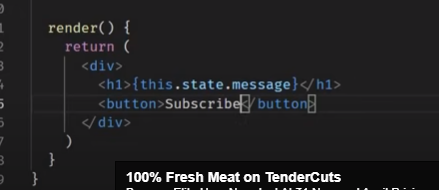 render() {
return (
<div>
<h1>{this.state.message}</h1>
<button>Subscribe</button>
</div>
)
}
}
100% Fresh Meat on TenderCuts